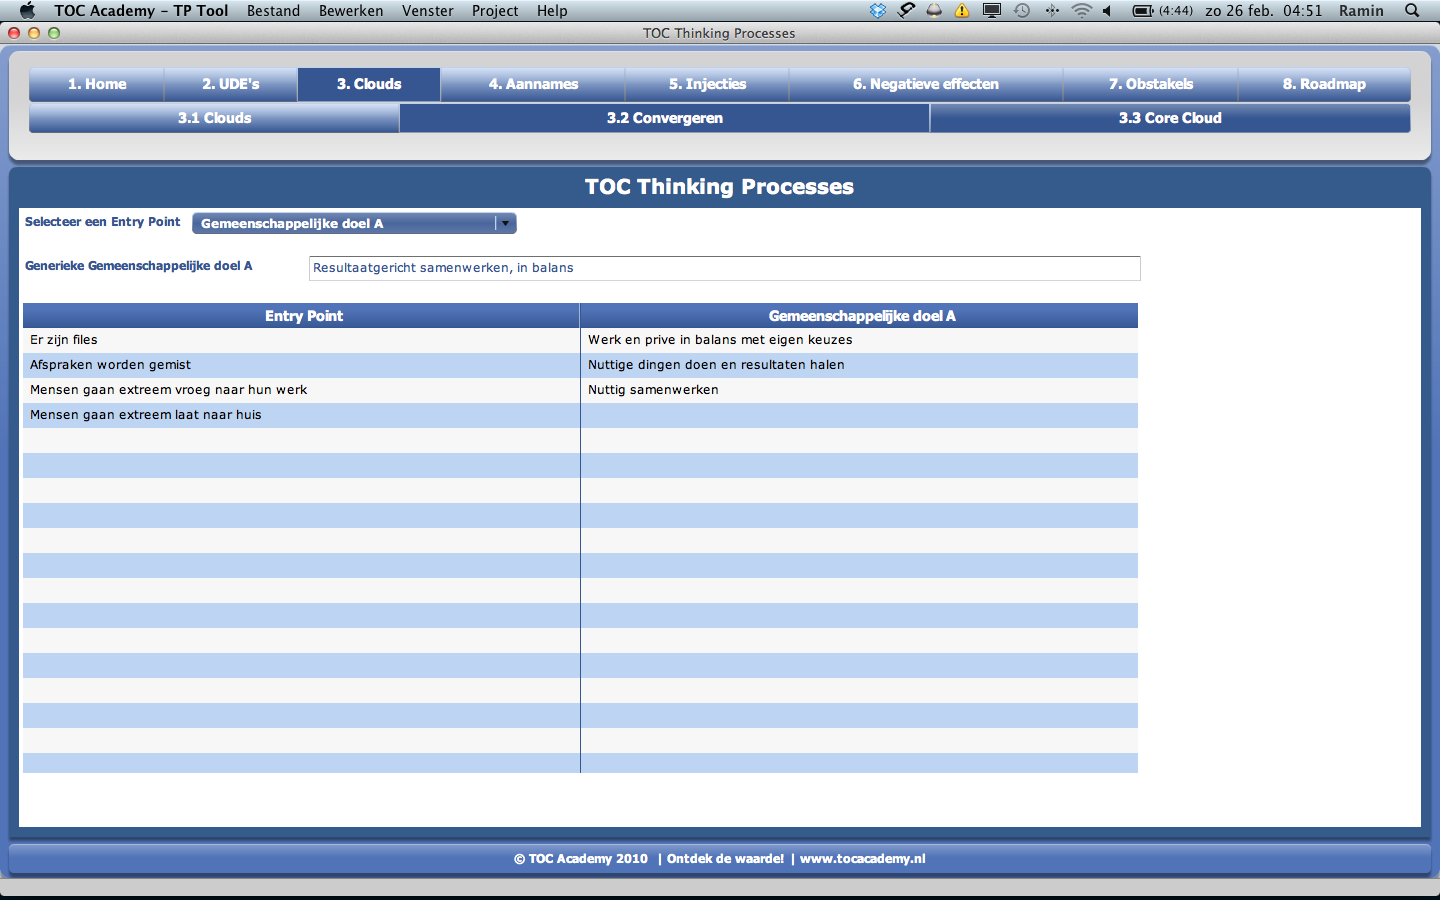 TOC Academy – TP Tool Bestand Bewerken Venster Project Help (4:44) zo 26 feb. 04:51 Ramin
TOC Thinking Processes
1. Home 2. UDE's 3. Clouds 4. Aannames 5. Injecties 6. Negatieve effecten 7. Obstakels 8. Roadmap
3.1 Clouds 3.2 Convergeren 3.3 Core Cloud
TOC Thinking Processes
Selecteer een Entry Point Gemeenschappelijke doel A
Generieke Gemeenschappelijke doel A Resultaatgericht samenwerken, in balans
Entry Point Gemeenschappelijke doel A
Er zijn files Werk en prive in balans met eigen keuzes
Afspraken worden gemist Nuttige dingen doen en resultaten halen
Mensen gaan extreem vroeg naar hun werk Nuttig samenwerken
Mensen gaan extreem laat naar huis
© TOC Academy 2010 | Ontdek de waarde! | www.tocacademy.nl